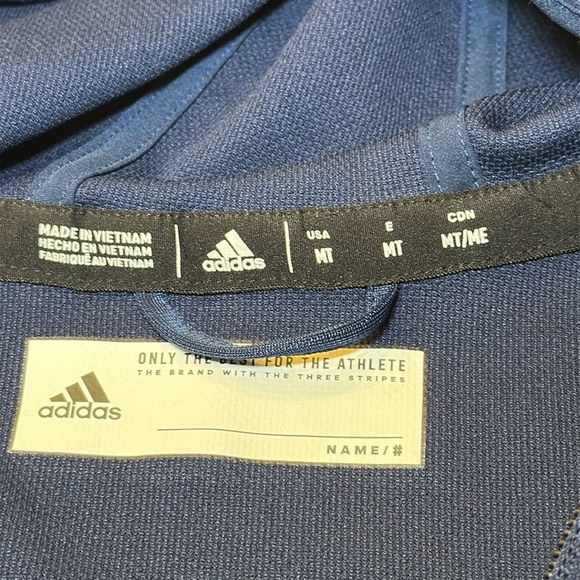 MADE IN VIETNAM
HECHO EN VIETNAM
FABRIQUÉ AU VIETNAM
adidas
USA
MT
E
MT
CDN
MT/ME
ONLY THE BEST FOR THE ATHLETE
THE BRAND WITH THE THREE STRIPES
adidas
NAME/#